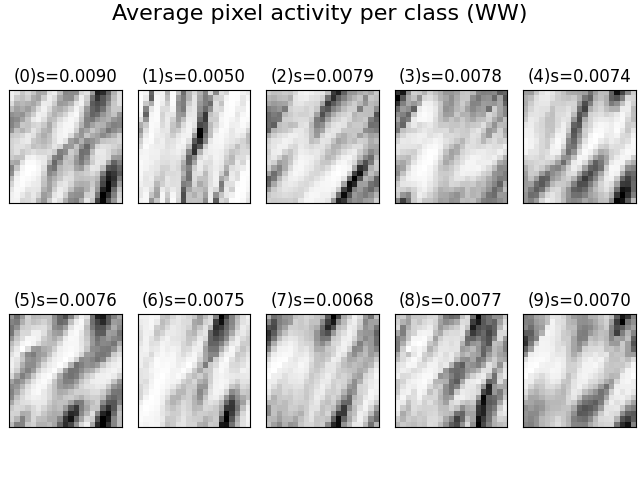 Average pixel activity per class (WW)
(0)s=0.0090 (1)s=0.0050 (2)s=0.0079 (3)s=0.0078 (4)s=0.0074
(5)s=0.0076 (6)s=0.0075 (7)s=0.0068 (8)s=0.0077 (9)s=0.0070